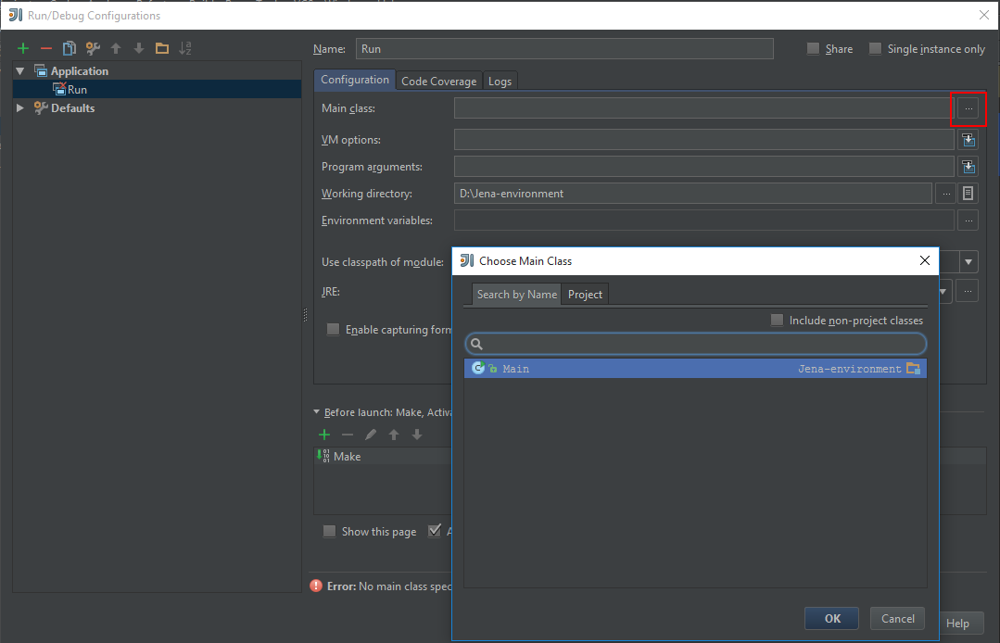 Run/Debug Configurations
Name: Run
Share
Single instance only
Application
Run
Defaults
Configuration Code Coverage Logs
Main class:
VM options:
Program arguments:
Working directory: D:\Jena-environment
Environment variables:
Use classpath of module:
JRE:
Enable capturing form
Before launch: Make, Activa
Make
Show this page
A
Error: No main class spec
Help
Choose Main Class
Search by Name Project
Include non-project classes
Main Jena-environment
OK Cancel